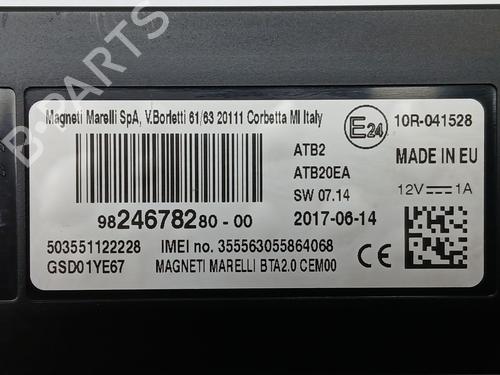 Magneti Marelli SpA, V.Borletti 61/63 20111 Corbetta MI Italy
E24
10R-041528
ATB2
ATB20EA
MADE IN EU
SW 07.14
12V 1A
9824678280-00
2017-06-14
503551122228
IMEI no. 355563055864068
GSD01YE67
MAGNETI MARELLI BTA2.0 CEM00
B-PARTS